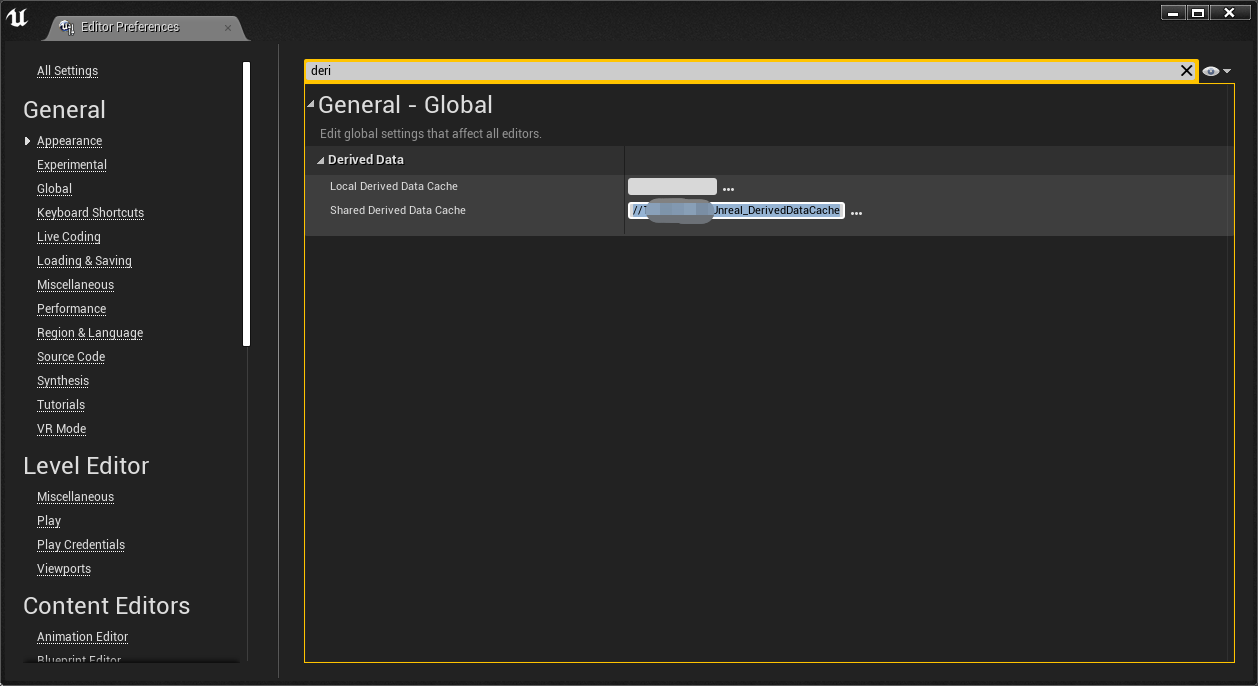 Editor Preferences
All Settings
General
Appearance
Experimental
Global
Keyboard Shortcuts
Live Coding
Loading & Saving
Miscellaneous
Performance
Region & Language
Source Code
Synthesis
Tutorials
VR Mode
Level Editor
Miscellaneous
Play
Play Credentials
Viewports
Content Editors
Animation Editor
Blueprint Editor
deri
General - Global
Edit global settings that affect all editors.
Derived Data
Local Derived Data Cache
Shared Derived Data Cache
// Unreal_DerivedDataCache